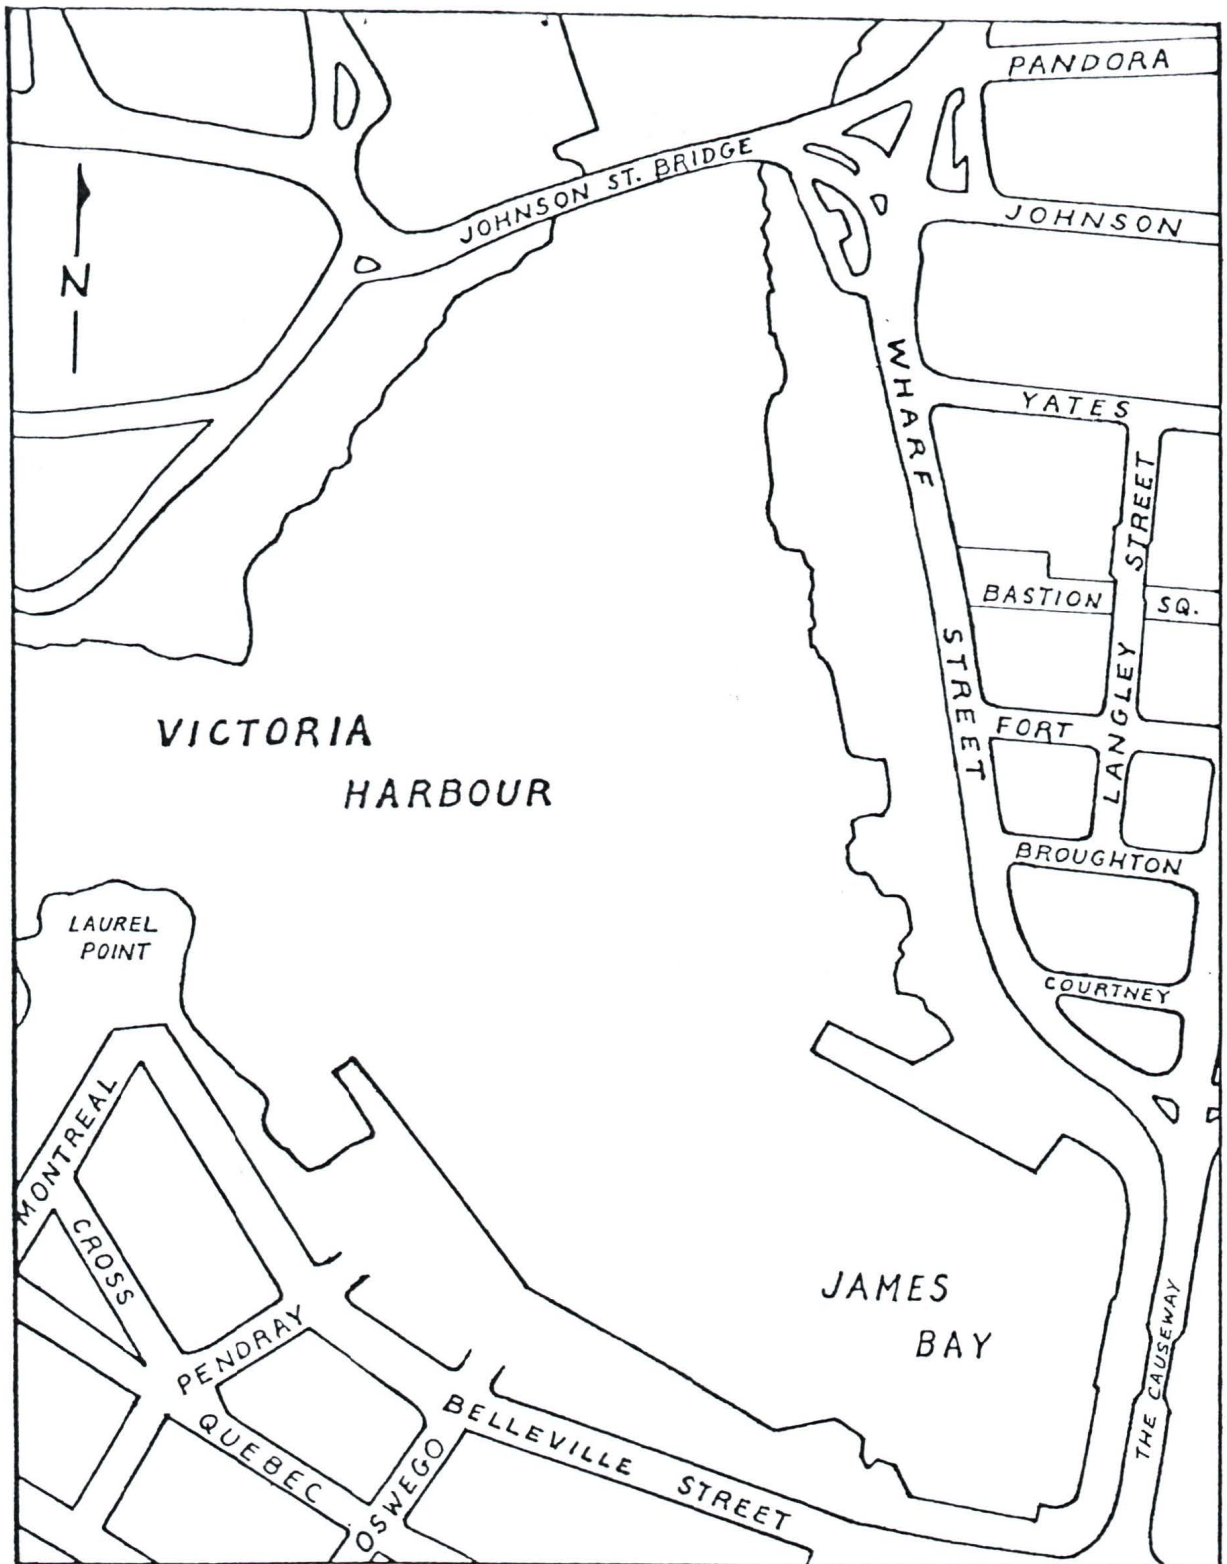 PANDORA
JOHNSON ST. BRIDGE
JOHNSON
N
WHARF STREET
YATES
LANGLEY STREET
BASTION SQ.
FORT
VICTORIA
HARBOUR
BROUGHTON
LAUREL
POINT
COURTNEY
MONTREAL
CROSS
JAMES
BAY
THE CAUSEWAY
PENDRAY
BELLEVILLE STREET
QUEBEC
OSWEGO